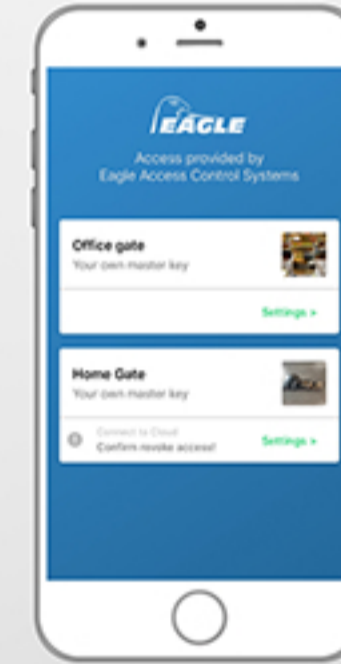 EAGLE
Access provided by
Eagle Access Control Systems
Office gate
Your own master key
Settings >
Home Gate
Your own master key
Connect to Cloud
Confirm revoke access!
Settings >